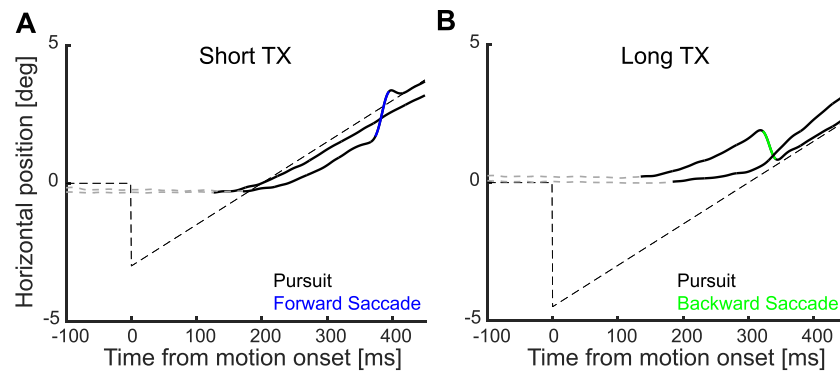 A
Short TX
Horizontal position [deg]
5
0
-5
Pursuit
Forward Saccade
-100 0 100 200 300 400
Time from motion onset [ms]
B
Long TX
5
0
-5
Pursuit
Backward Saccade
-100 0 100 200 300 400
Time from motion onset [ms]